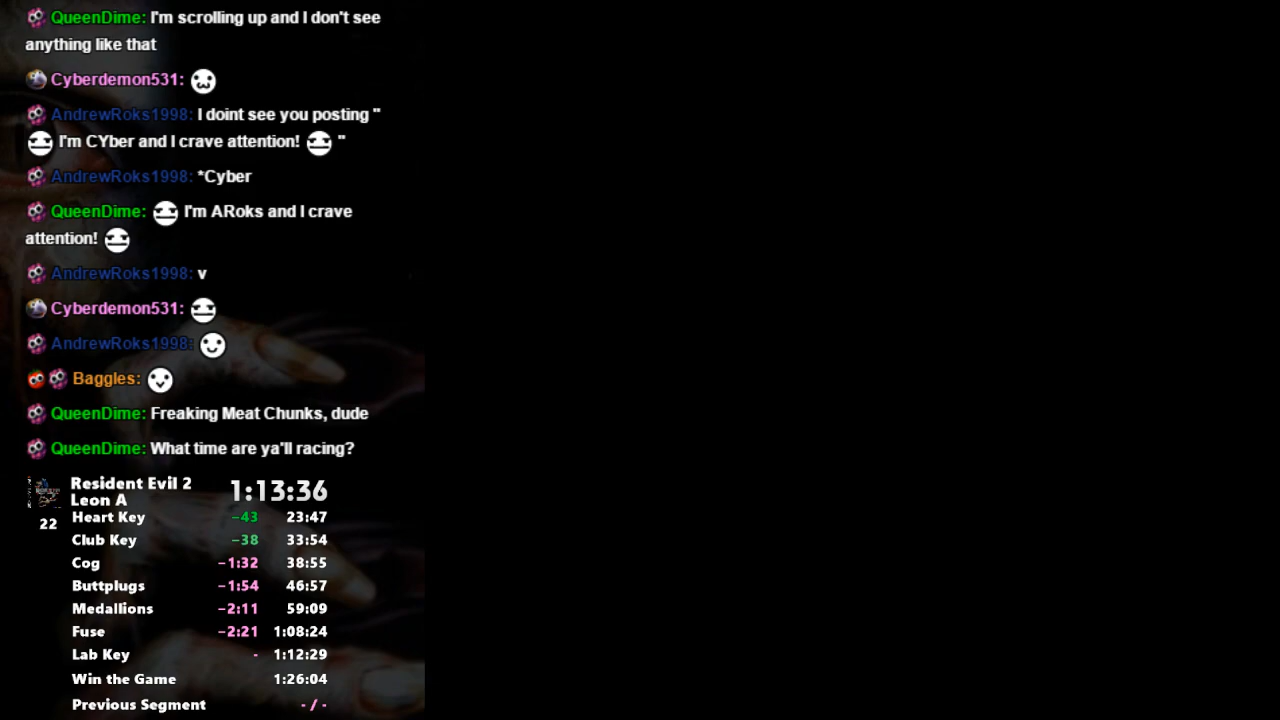 QueenDime: I'm scrolling up and I don't see
anything like that
Cyberdemon531:
AndrewRoks1998: I doint see you posting "
I'm CYber and I crave attention! "
AndrewRoks1998: *Cyber
QueenDime: I'm ARoks and I crave
attention!
AndrewRoks1998: v
Cyberdemon531:
AndrewRoks1998:
Baggles:
QueenDime: Freaking Meat Chunks, dude
QueenDime: What time are ya'll racing?
Resident Evil 2
Leon A 1:13:36
22
Heart Key -43 23:47
Club Key -38 33:54
Cog -1:32 38:55
Buttplugs -1:54 46:57
Medallions -2:11 59:09
Fuse -2:21 1:08:24
Lab Key - 1:12:29
Win the Game 1:26:04
Previous Segment - / -